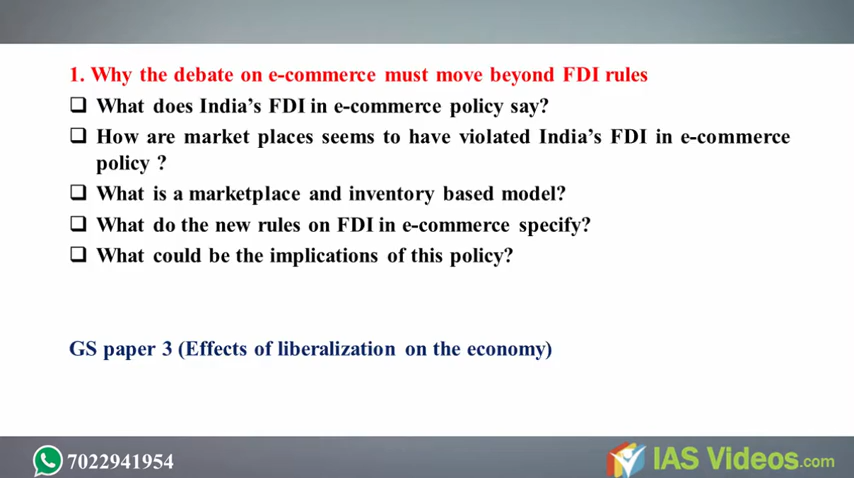 1. Why the debate on e-commerce must move beyond FDI rules
❑ What does India's FDI in e-commerce policy say?
❑ How are market places seems to have violated India's FDI in e-commerce
policy ?
❑ What is a marketplace and inventory based model?
❑ What do the new rules on FDI in e-commerce specify?
❑ What could be the implications of this policy?
GS paper 3 (Effects of liberalization on the economy)
7022941954
IAS Videos.com